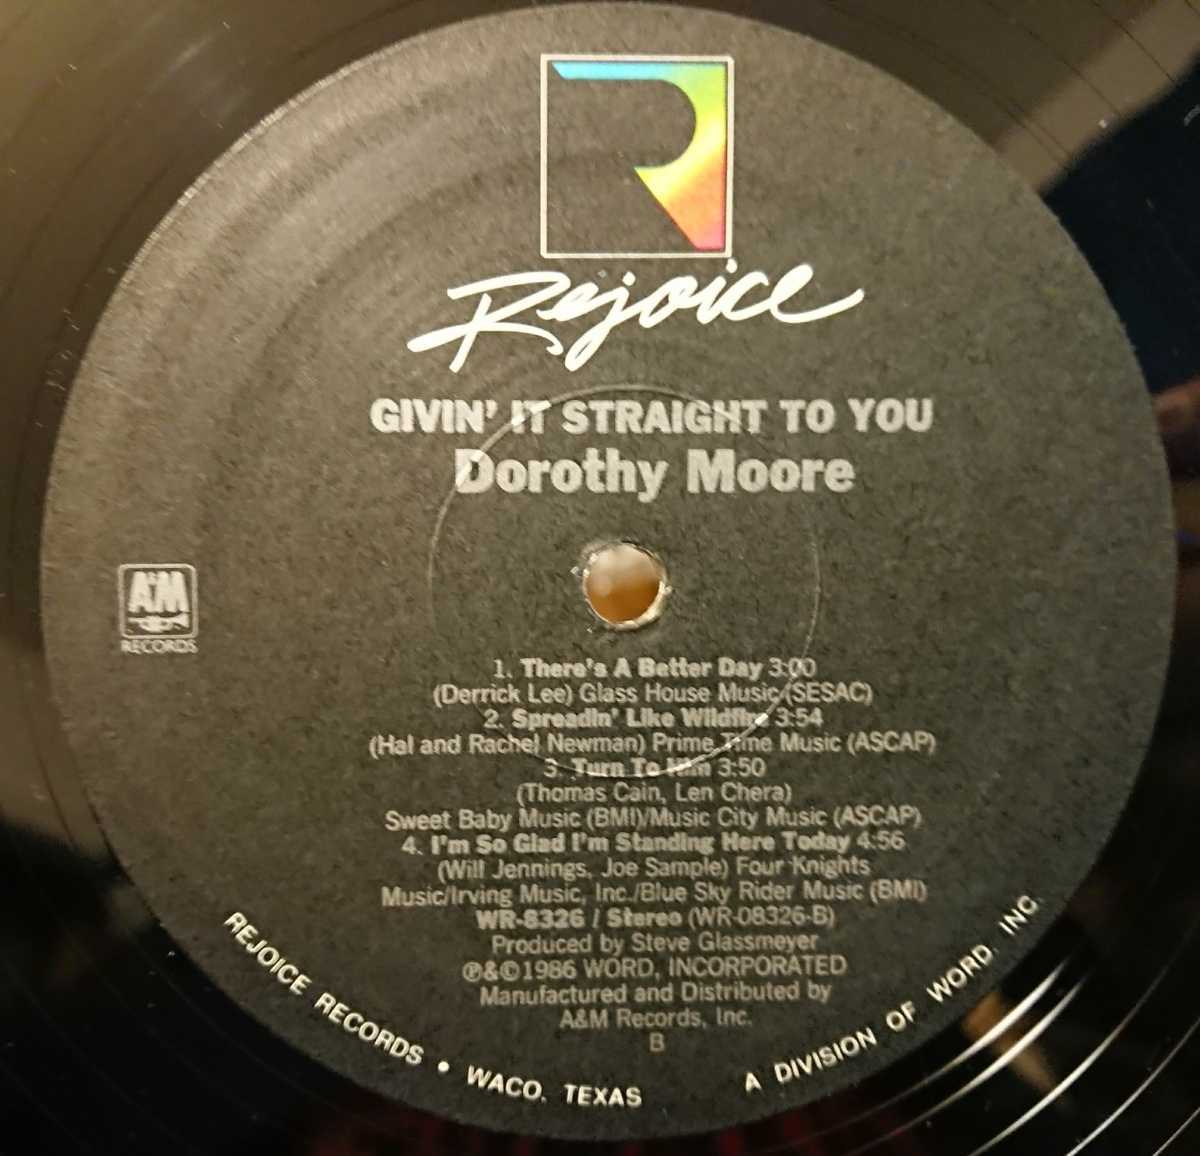 R
Rejoice
GIVIN' IT STRAIGHT TO YOU
Dorothy Moore
A&M
RECORDS
1. There's A Better Day 3:00
(Derrick Lee) Glass House Music (SESAC)
2. Spreadin' Like Wildfire 3:54
(Hal and Rachel Newman) Prime Time Music (ASCAP)
3. Turn To Him 3:50
(Thomas Cain, Len Chera)
Sweet Baby Music (BMI)/Music City Music (ASCAP)
4. I'm So Glad I'm Standing Here Today 4:56
(Will Jennings, Joe Sample) Four Knights
Music/Irving Music, Inc./Blue Sky Rider Music (BMI)
WR-8326 / Stereo (WR-08326-B)
Produced by Steve Glassmeyer
℗&©1986 WORD, INCORPORATED
Manufactured and Distributed by
A&M Records, Inc.
B
REJOICE RECORDS • WACO, TEXAS
A DIVISION OF WORD, INC.